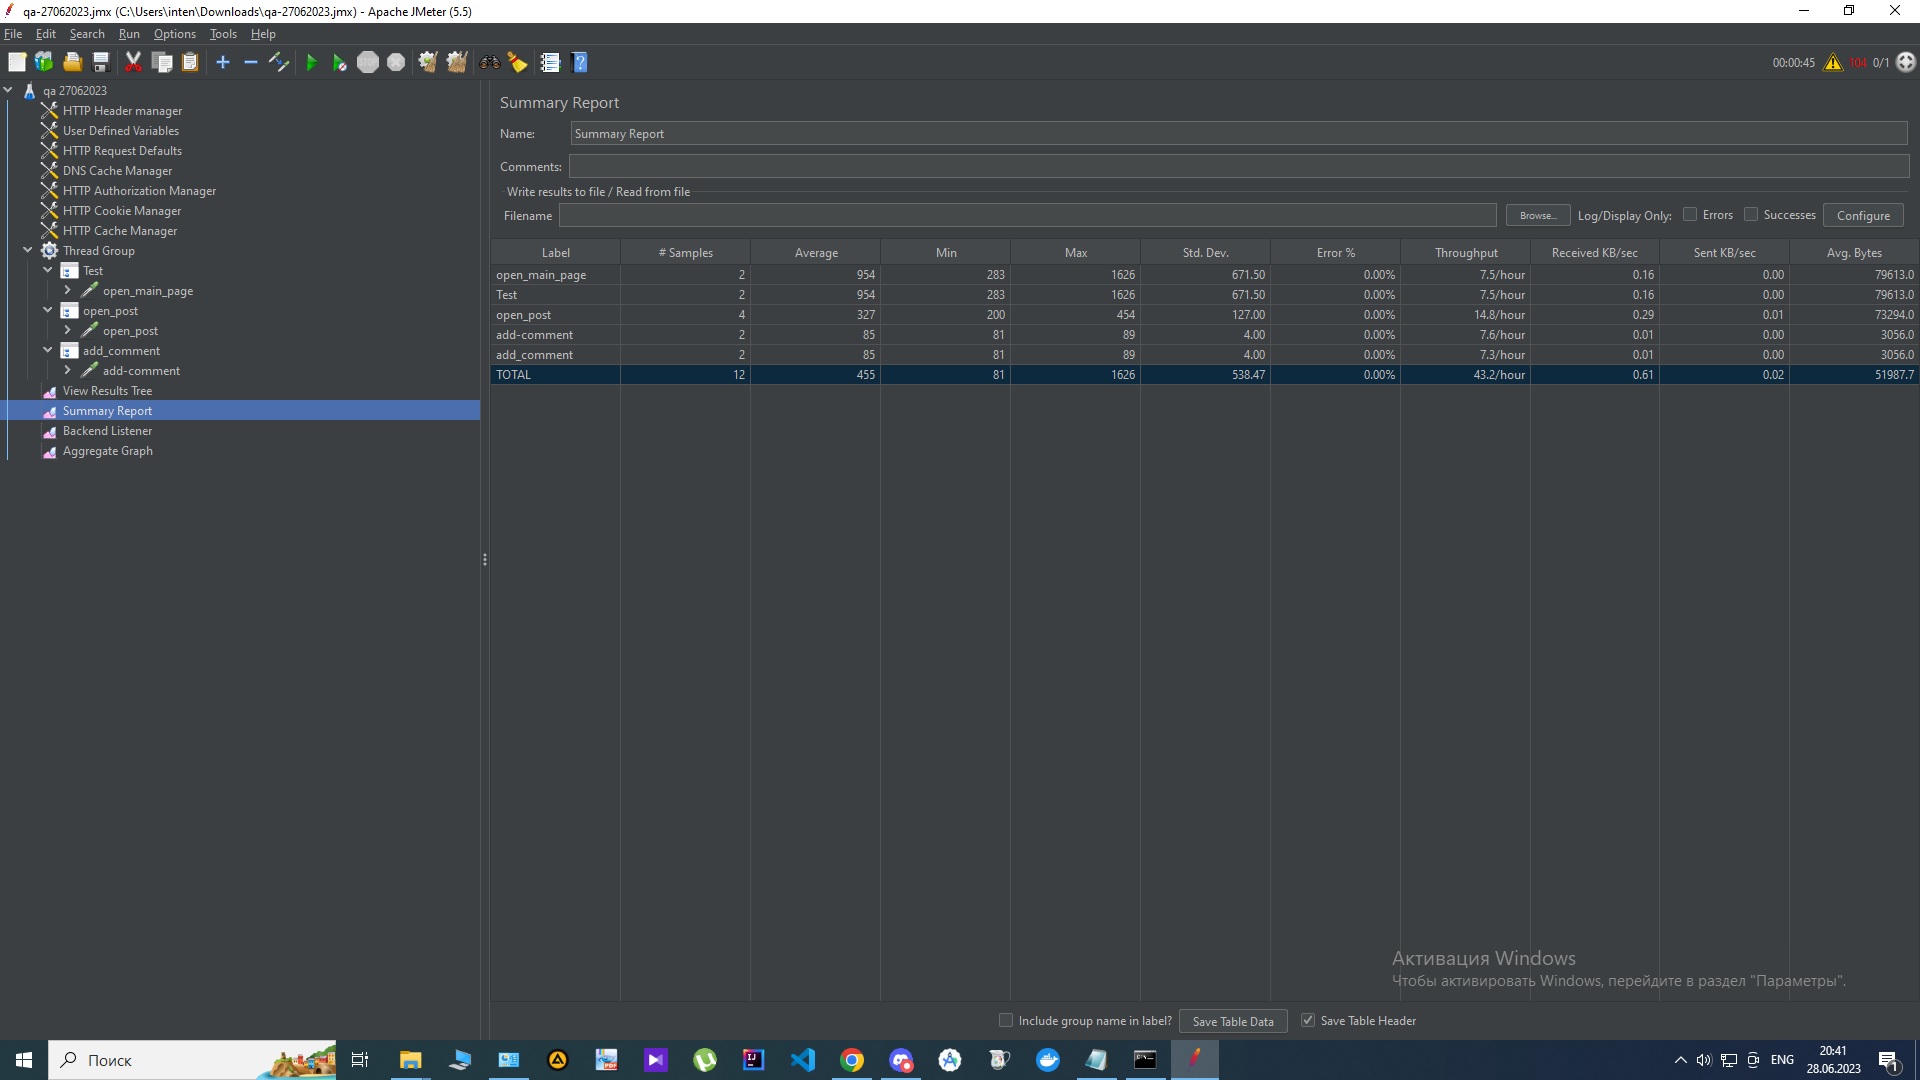 qa-27062023.jmx (C:\Users\inten\Downloads\qa-27062023.jmx) - Apache JMeter (5.5)
File Edit Search Run Options Tools Help
00:00:45 104 0/1
qa 27062023
HTTP Header manager
User Defined Variables
HTTP Request Defaults
DNS Cache Manager
HTTP Authorization Manager
HTTP Cookie Manager
HTTP Cache Manager
Thread Group
Test
open_main_page
open_post
open_post
add_comment
add-comment
View Results Tree
Summary Report
Backend Listener
Aggregate Graph
Summary Report
Name: Summary Report
Comments:
Write results to file / Read from file
Filename Browse... Log/Display Only: Errors Successes Configure
Label # Samples Average Min Max Std. Dev. Error % Throughput Received KB/sec Sent KB/sec Avg. Bytes
open_main_page 2 954 283 1626 671.50 0.00% 7.5/hour 0.16 0.00 79613.0
Test 2 954 283 1626 671.50 0.00% 7.5/hour 0.16 0.00 79613.0
open_post 4 327 200 454 127.00 0.00% 14.8/hour 0.29 0.01 73294.0
add-comment 2 85 81 89 4.00 0.00% 7.6/hour 0.01 0.00 3056.0
add_comment 2 85 81 89 4.00 0.00% 7.3/hour 0.01 0.00 3056.0
TOTAL 12 455 81 1626 538.47 0.00% 43.2/hour 0.61 0.02 51987.7
Активация Windows
Чтобы активировать Windows, перейдите в раздел "Параметры".
Include group name in label? Save Table Data Save Table Header
Поиск
ENG
20:41
28.06.2023
1